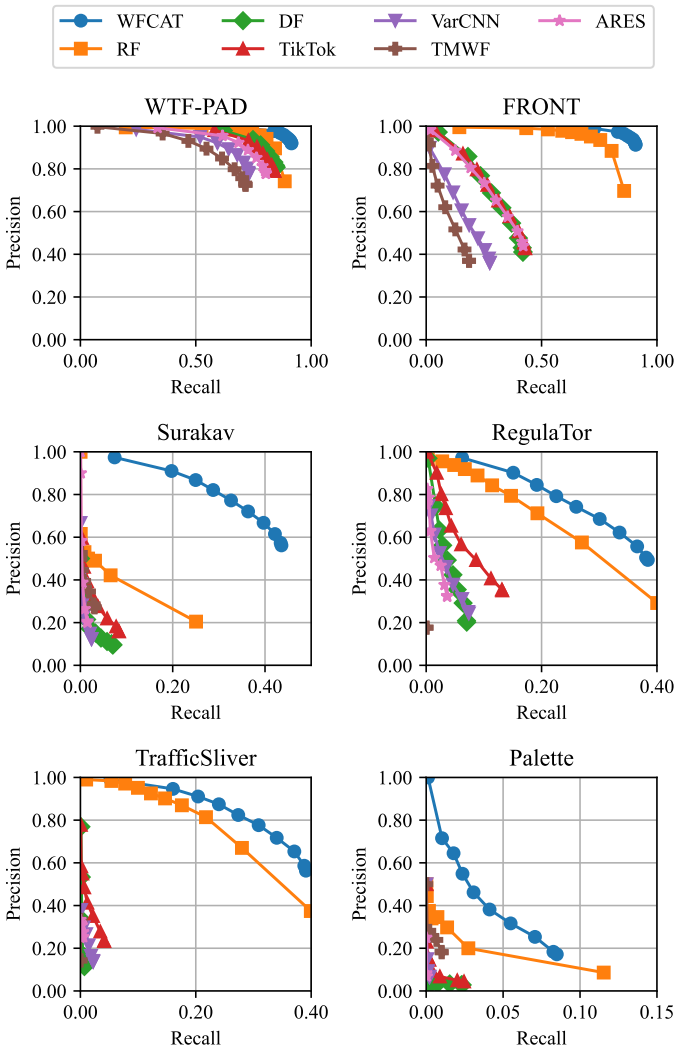 WFCAT DF VarCNN ARES
RF TikTok TMWF
WTF-PAD FRONT
1.00 1.00
0.80 0.80
0.60 0.60
0.40 0.40
0.20 0.20
0.00 0.00
Precision Precision
0.00 0.50 1.00 0.00 0.50 1.00
Recall Recall
Surakav RegulaTor
1.00 1.00
0.80 0.80
0.60 0.60
0.40 0.40
0.20 0.20
0.00 0.00
Precision Precision
0.00 0.20 0.40 0.00 0.20 0.40
Recall Recall
TrafficSliver Palette
1.00 1.00
0.80 0.80
0.60 0.60
0.40 0.40
0.20 0.20
0.00 0.00
Precision Precision
0.00 0.20 0.40 0.00 0.05 0.10 0.15
Recall Recall